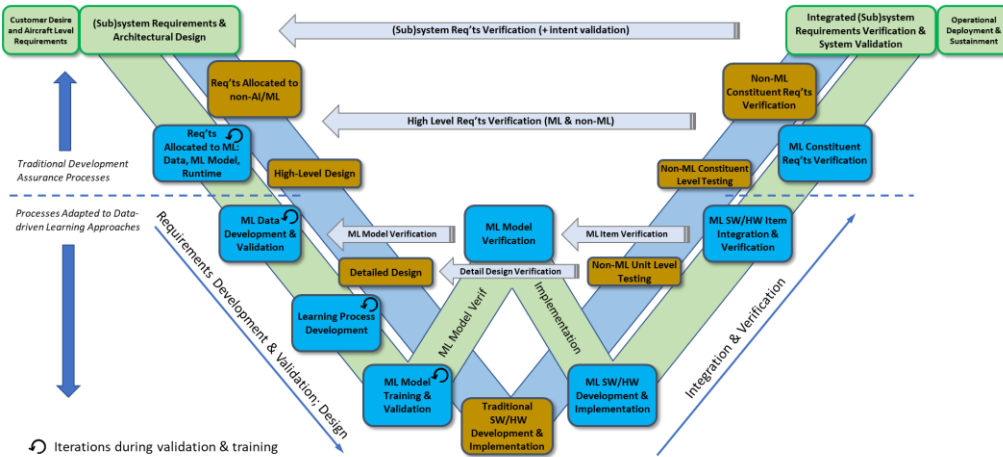 Customer Desire
and Aircraft Level
Requirements
(Sub)system Requirements &
Architectural Design
(Sub)system Req'ts Verification (+ intent validation)
Integrated (Sub)system
Requirements Verification &
System Validation
Operational
Deployment &
Sustainment
Req'ts Allocated to
non-AI/ML
Non-ML
Constituent Req'ts
Verification
High Level Req'ts Verification (ML & non-ML)
Req'ts
Allocated to ML:
Data, ML Model,
Runtime
ML Constituent
Req'ts Verification
Traditional Development
Assurance Processes
High-Level Design
Non-ML Constituent
Level Testing
Processes Adapted to Data-
driven Learning Approaches
ML Data
Development &
Validation
ML Model Verification
ML Model
Verification
ML Item Verification
ML SW/HW Item
Integration &
Verification
Detailed Design
Detail Design Verification
Non-ML Unit Level
Testing
Requirements Development & Validation; Design
Learning Process
Development
ML Model Verif
Implementation
Integration & Verification
ML Model
Training &
Validation
Traditional
SW/HW
Development &
Implementation
ML SW/HW
Development &
Implementation
Iterations during validation & training